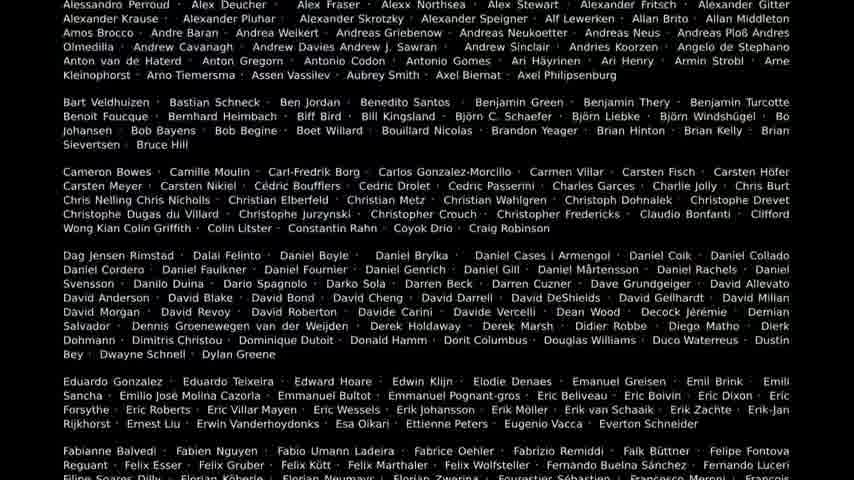 Alessandro Perroud · Alex Deucher · Alex Fraser · Alexx Northsea · Alex Stewart · Alexander Fritsch · Alexander Gitter
Alexander Krause · Alexander Pluhar · Alexander Skrotzky · Alexander Speigner · Alf Lewerken · Allan Brito · Allan Middleton
Amos Brocco · Andre Baran · Andrea Welkert · Andreas Griebenow · Andreas Neukoetter · Andreas Neus · Andreas Ploß Andres
Olmedilla · Andrew Cavanagh · Andrew Davies Andrew j. Sawran · Andrew Sinclair · Andries Koorzen · Angelo de Stephano
Anton van de Haterd · Anton Gregorn · Antonio Codon · Antonio Gomes · Ari Häyrinen · Ari Henry · Armin Strobl · Arne
Kleinophorst · Arno Tiemersma · Assen Vassilev · Aubrey Smith · Axel Biernat · Axel Philipsenburg
Bart Veldhuizen · Bastian Schneck · Ben Jordan · Benedito Santos · Benjamin Green · Benjamin Thery · Benjamin Turcotte
Benoit Foucque · Bernhard Heimbach · Biff Bird · Bill Kingsland · Björn C. Schaefer · Björn Liebke · Björn Windshügel · Bo
Johansen · Bob Bayens · Bob Begine · Boet Willard · Bouillard Nicolas · Brandon Yeager · Brian Hinton · Brian Kelly · Brian
Sievertsen · Bruce Hill
Cameron Bowes · Camille Moulin · Carl-Fredrik Borg · Carlos Gonzalez-Morcillo · Carmen Villar · Carsten Fisch · Carsten Höfer
Carsten Meyer · Carsten Nikiel · Cédric Boufflers · Cedric Drolet · Cedric Passerini · Charles Garces · Charlie Jolly · Chris Burt
Chris Nelling Chris Nicholls · Christian Elberfeld · Christian Metz · Christian Wahlgren · Christoph Dohnalek · Christophe Drevet
Christophe Dugas du Villard · Christophe Jurzynski · Christopher Crouch · Christopher Fredericks · Claudio Bonfanti · Clifford
Wong Kian Colin Griffith · Colin Litster · Constantin Rahn · Coyok Drio · Craig Robinson
Dag Jensen Rimstad · Dalai Felinto · Daniel Boyle · Daniel Brylka · Daniel Cases i Armengol · Daniel Coik · Daniel Collado
Daniel Cordero · Daniel Faulkner · Daniel Fournier · Daniel Genrich · Daniel Gill · Daniel Mårtensson · Daniel Rachels · Daniel
Svensson · Danilo Duina · Dario Spagnolo · Darko Sola · Darren Beck · Darren Cuzner · Dave Grundgeiger · David Allevato
David Anderson · David Blake · David Bond · David Cheng · David Darrell · David DeShields · David Gellhardt · David Millan
David Morgan · David Revoy · David Roberton · Davide Carini · Davide Vercelli · Dean Wood · Decock Jérémie · Demian
Salvador · Dennis Groenewegen van der Weijden · Derek Holdaway · Derek Marsh · Didier Robbe · Diego Matho · Dierk
Dohmann · Dimitris Christou · Dominique Dutoit · Donald Hamm · Dorit Columbus · Douglas Williams · Duco Waterreus · Dustin
Bey · Dwayne Schnell · Dylan Greene
Eduardo Gonzalez · Eduardo Teixeira · Edward Hoare · Edwin Klijn · Elodie Denaes · Emanuel Greisen · Emil Brink · Emili
Sancha · Emilio José Molina Cazorla · Emmanuel Bultot · Emmanuel Pognant-gros · Eric Beliveau · Eric Boivin · Eric Dixon · Eric
Forsythe · Eric Roberts · Eric Villar Mayen · Eric Wessels · Erik Johansson · Erik Möller · Erik van Schaaik · Erik Zachte · Erik-Jan
Rijkhorst · Ernest Liu · Erwin Vanderhoydonks · Esa Oikari · Ettienne Peters · Eugenio Vacca · Everton Schneider
Fabianne Balvedi · Fabien Nguyen · Fabio Umann Ladeira · Fabrice Oehler · Fabrizio Remiddi · Falk Büttner · Felipe Fontova
Reguant · Felix Esser · Felix Gruber · Felix Kütt · Felix Marthaler · Felix Wolfsteller · Fernando Buelna Sánchez · Fernando Luceri
Filipe Soares Dilly · Florian Köberle · Florian Neumayr · Florian Zwerina · Fourestier Sébastien · Francesco Meroni · François